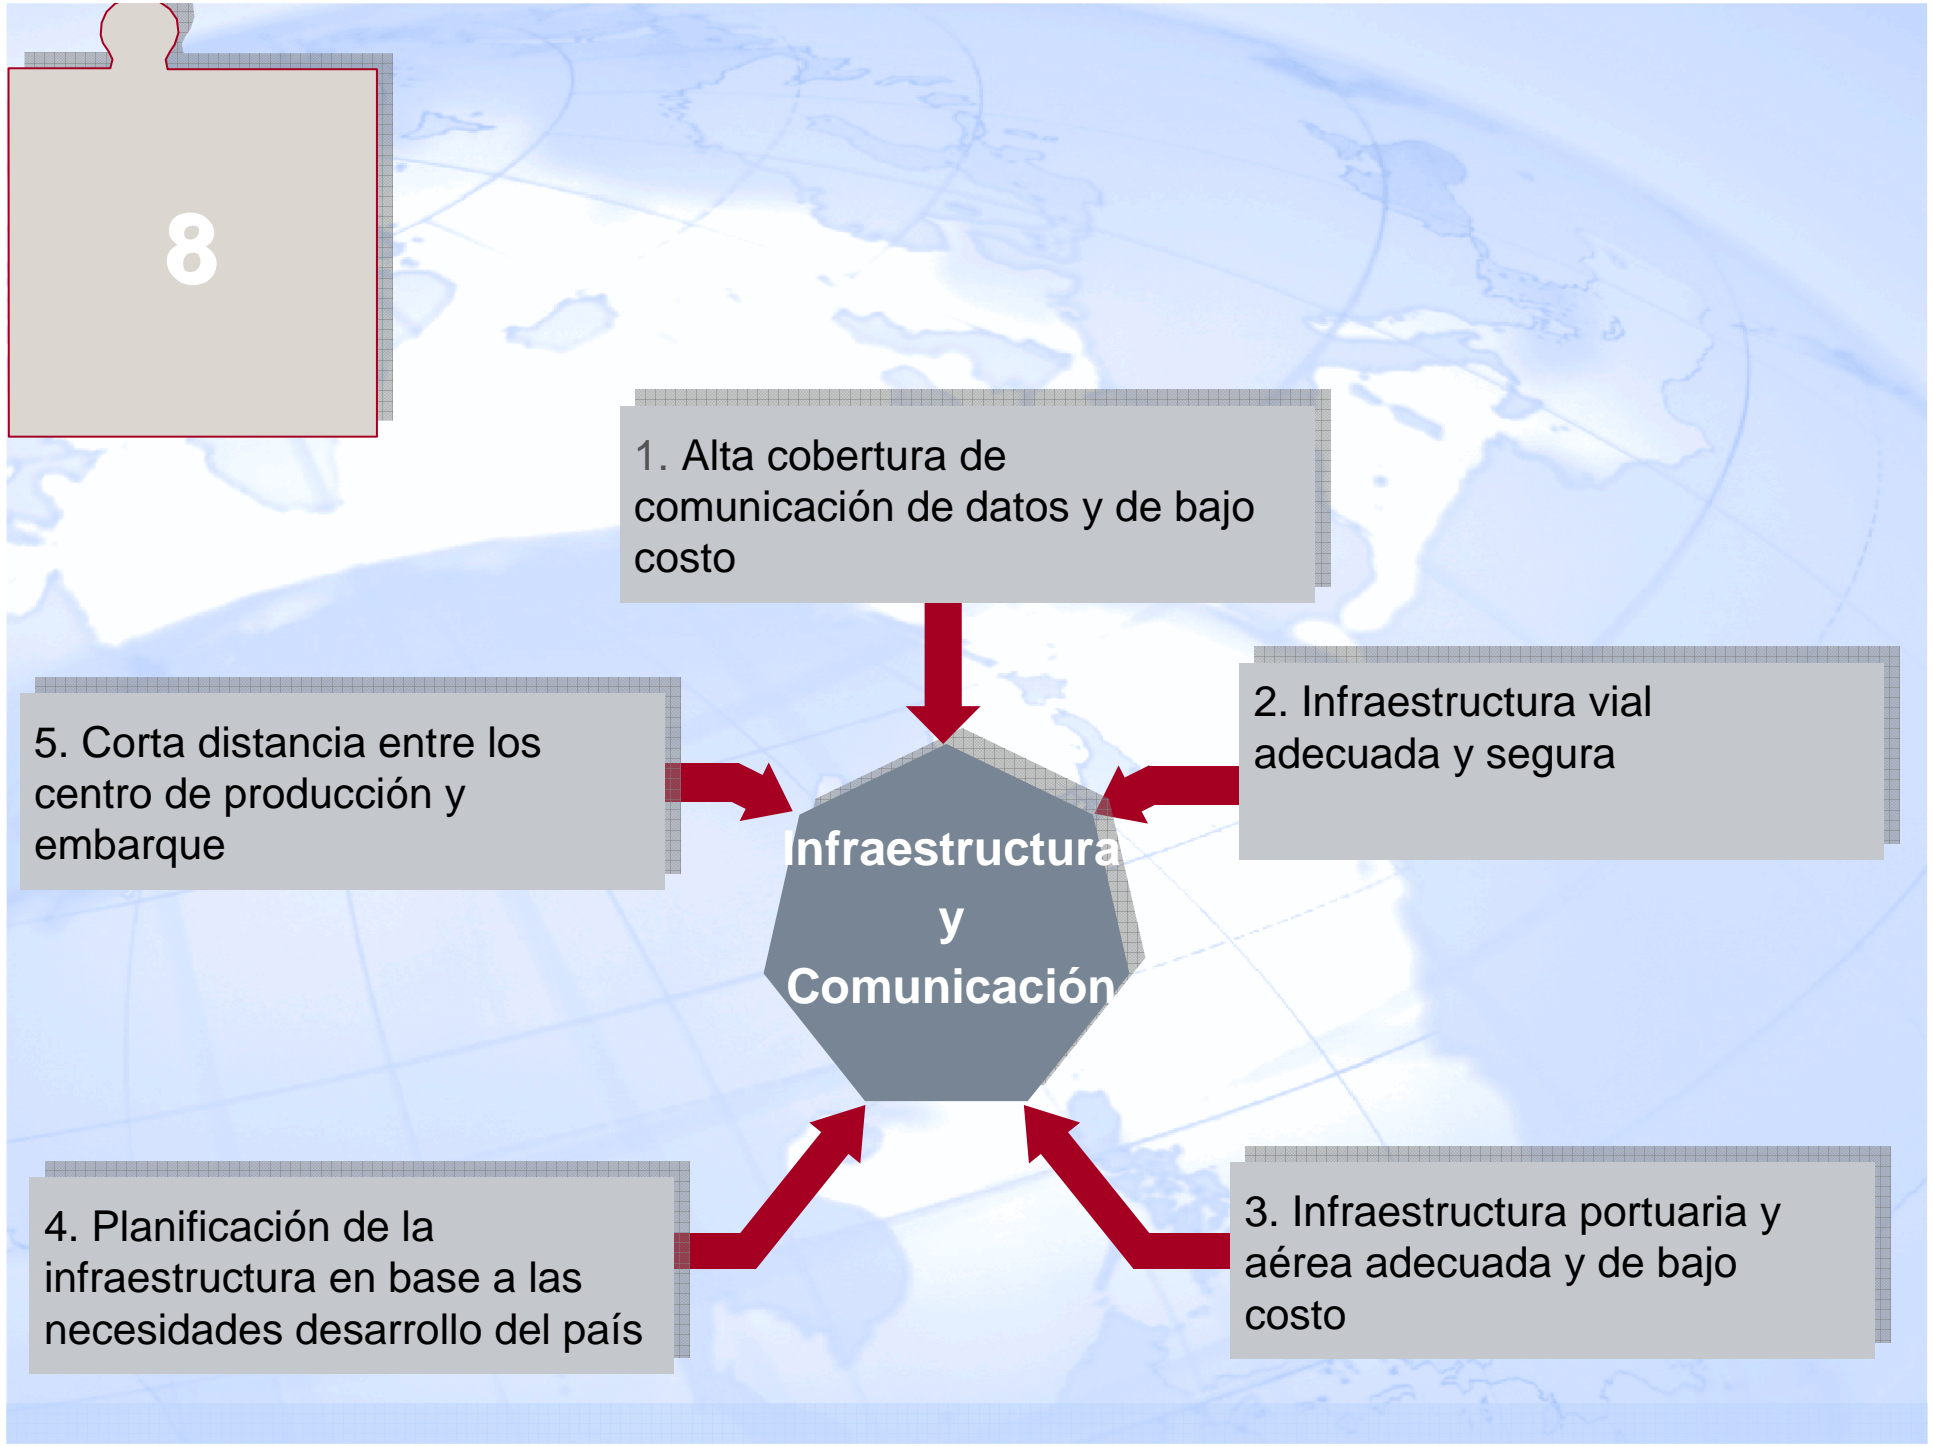 8
1. Alta cobertura de
comunicación de datos y de bajo
costo
2. Infraestructura vial
adecuada y segura
5. Corta distancia entre los
centro de producción y
embarque
Infraestructura
y
Comunicación
4. Planificación de la
infraestructura en base a las
necesidades desarrollo del país
3. Infraestructura portuaria y
aérea adecuada y de bajo
costo